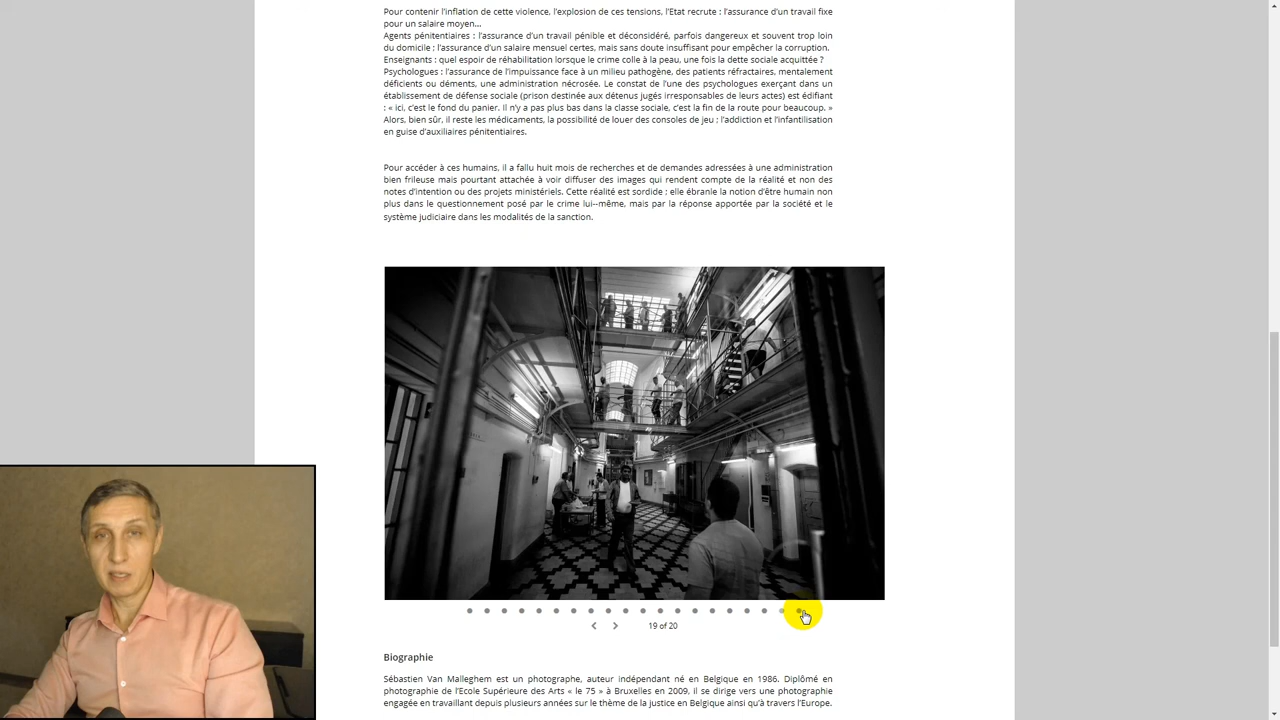 Pour contenir l'inflation de cette violence, l'explosion de ces tensions, l'Etat recrute : l'assurance d'un travail fixe
pour un salaire moyen…
Agents pénitentiaires : l'assurance d'un travail pénible et déconsidéré, parfois dangereux et souvent trop loin
du domicile ; l'assurance d'un salaire mensuel certes, mais sans doute insuffisant pour empêcher la corruption.
Enseignants : quel espoir de réhabilitation lorsque le crime colle à la peau, une fois la dette sociale acquittée ?
Psychologues : l'assurance de l'impuissance face à un milieu pathogène, des patients réfractaires, mentalement
déficients ou déments, une administration nécrosée. Le constat de l'une des psychologues exerçant dans un
établissement de défense sociale (prison destinée aux détenus jugés irresponsables de leurs actes) est édifiant
: « ici, c'est le fond du panier. Il n'y a pas plus bas dans la classe sociale, c'est la fin de la route pour beaucoup. »
Alors, bien sûr, il reste les médicaments, la possibilité de louer des consoles de jeu ; l'addiction et l'infantilisation
en guise d'auxiliaires pénitentiaires.
Pour accéder à ces humains, il a fallu huit mois de recherches et de demandes adressées à une administration
bien frileuse mais pourtant attachée à voir diffuser des images qui rendent compte de la réalité et non des
notes d'intention ou des projets ministériels. Cette réalité est sordide ; elle ébranle la notion d'être humain non
plus dans le questionnement posé par le crime lui--même, mais par la réponse apportée par la société et le
système judiciaire dans les modalités de la sanction.
19 of 20
Biographie
Sébastien Van Malleghem est un photographe, auteur indépendant né en Belgique en 1986. Diplômé en
photographie de l'Ecole Supérieure des Arts « le 75 » à Bruxelles en 2009, il se dirige vers une photographie
engagée en travaillant depuis plusieurs années sur le thème de la justice en Belgique ainsi qu'à travers l'Europe.